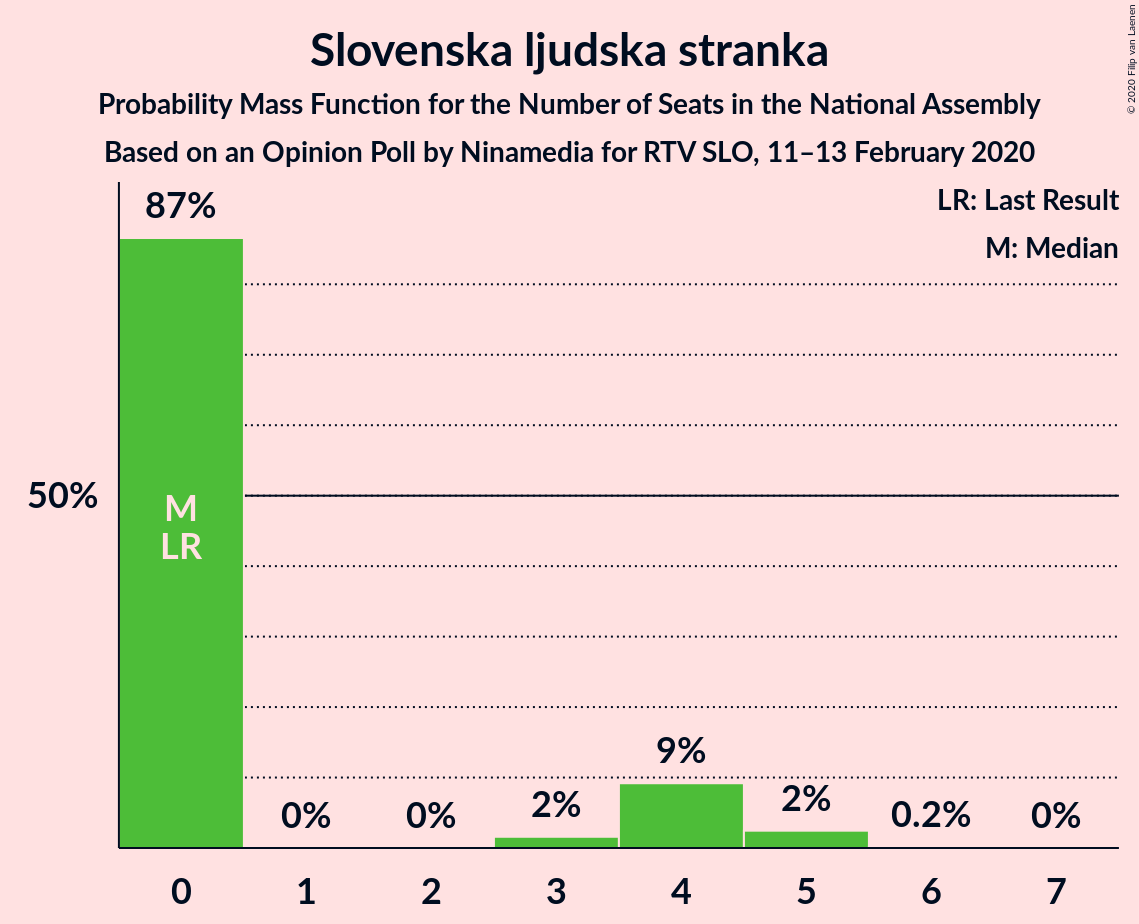 Slovenska ljudska stranka
Probability Mass Function for the Number of Seats in the National Assembly
Based on an Opinion Poll by Ninamedia for RTV SLO, 11–13 February 2020
© 2020 Filip van Laenen
LR: Last Result
M: Median
87%
50%
M
LR
0%
0%
2%
9%
2%
0.2%
0%
0 1 2 3 4 5 6 7